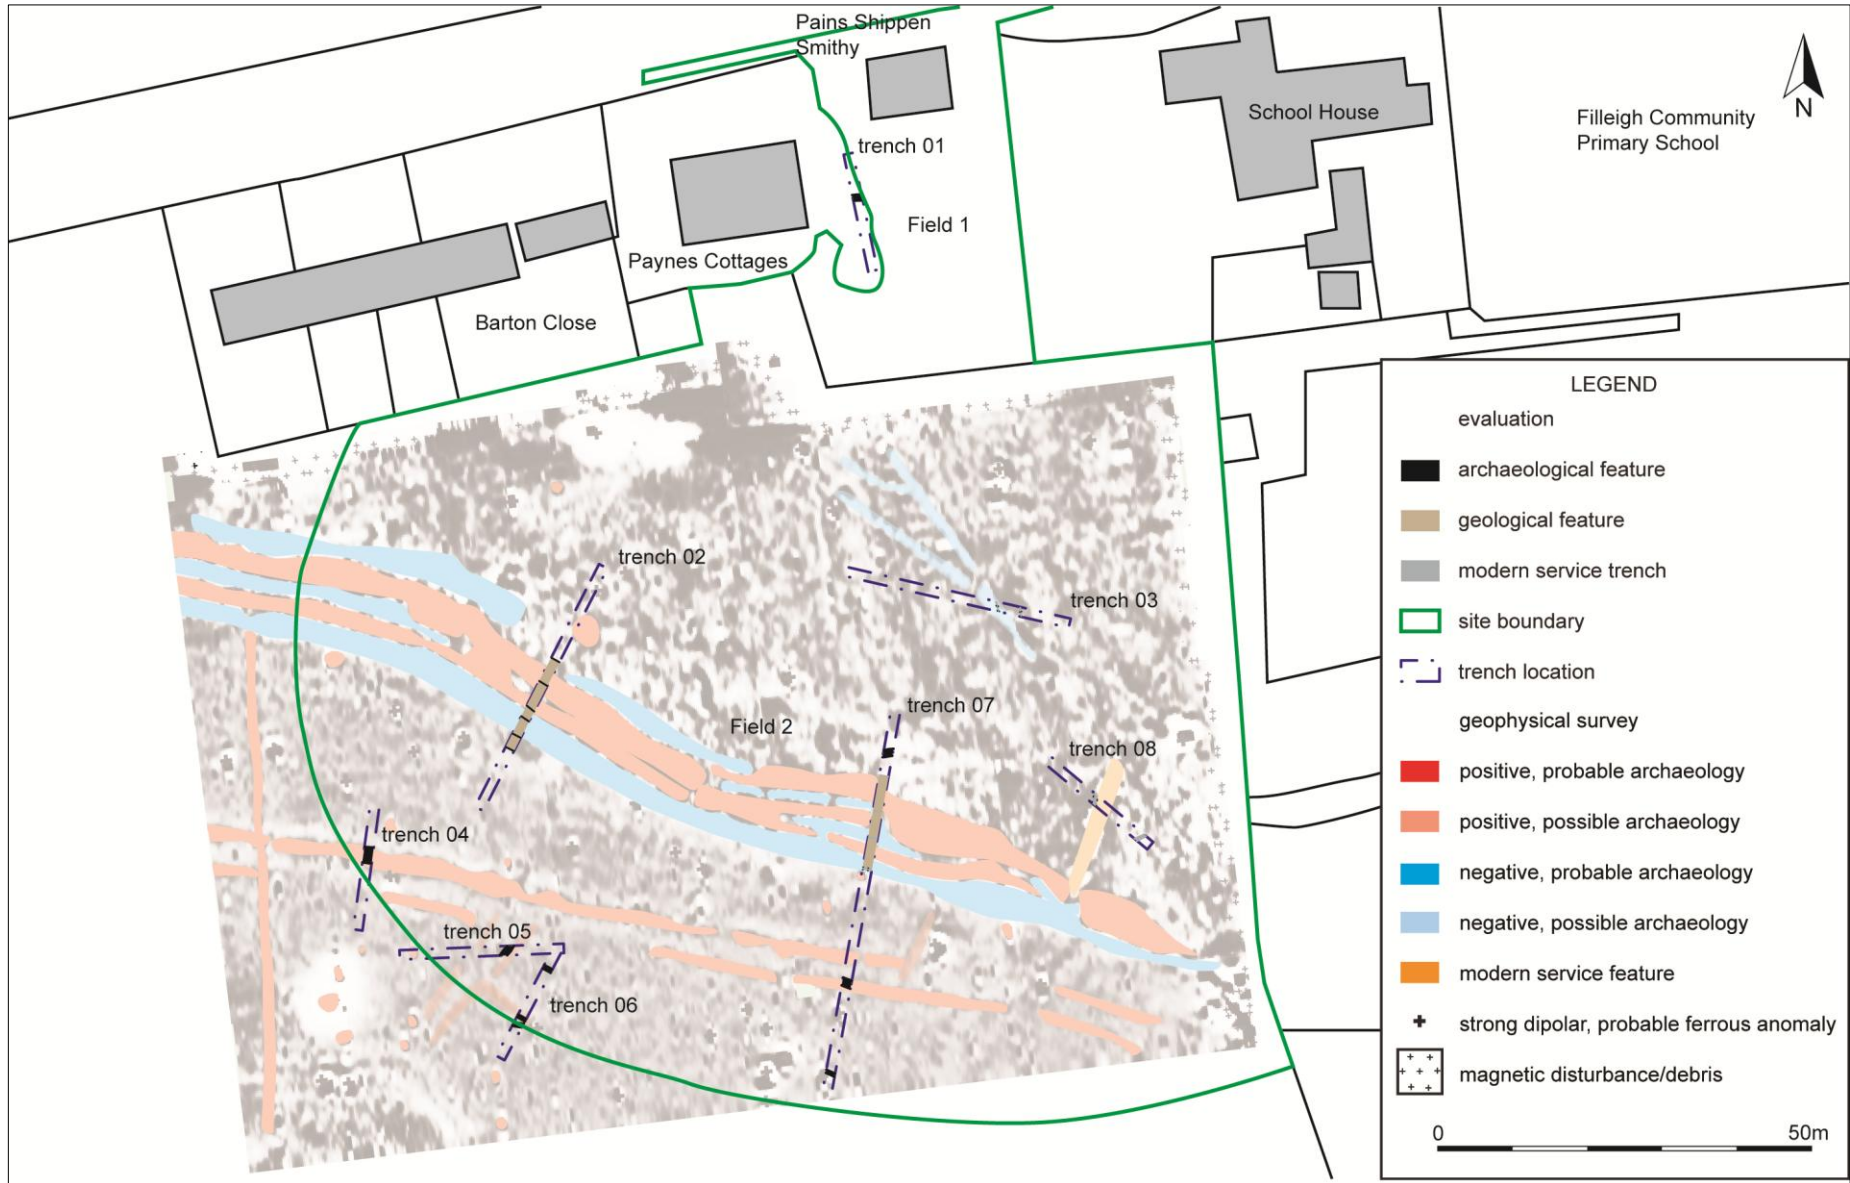 Pains Shippen
Smithy
trench 01
School House
N
Filleigh Community
Primary School
Field 1
Paynes Cottages
Barton Close
trench 02
trench 03
Field 2
trench 07
trench 08
trench 04
trench 05
trench 06
LEGEND
evaluation
archaeological feature
geological feature
modern service trench
site boundary
trench location
geophysical survey
positive, probable archaeology
positive, possible archaeology
negative, probable archaeology
negative, possible archaeology
modern service feature
strong dipolar, probable ferrous anomaly
magnetic disturbance/debris
0 50m